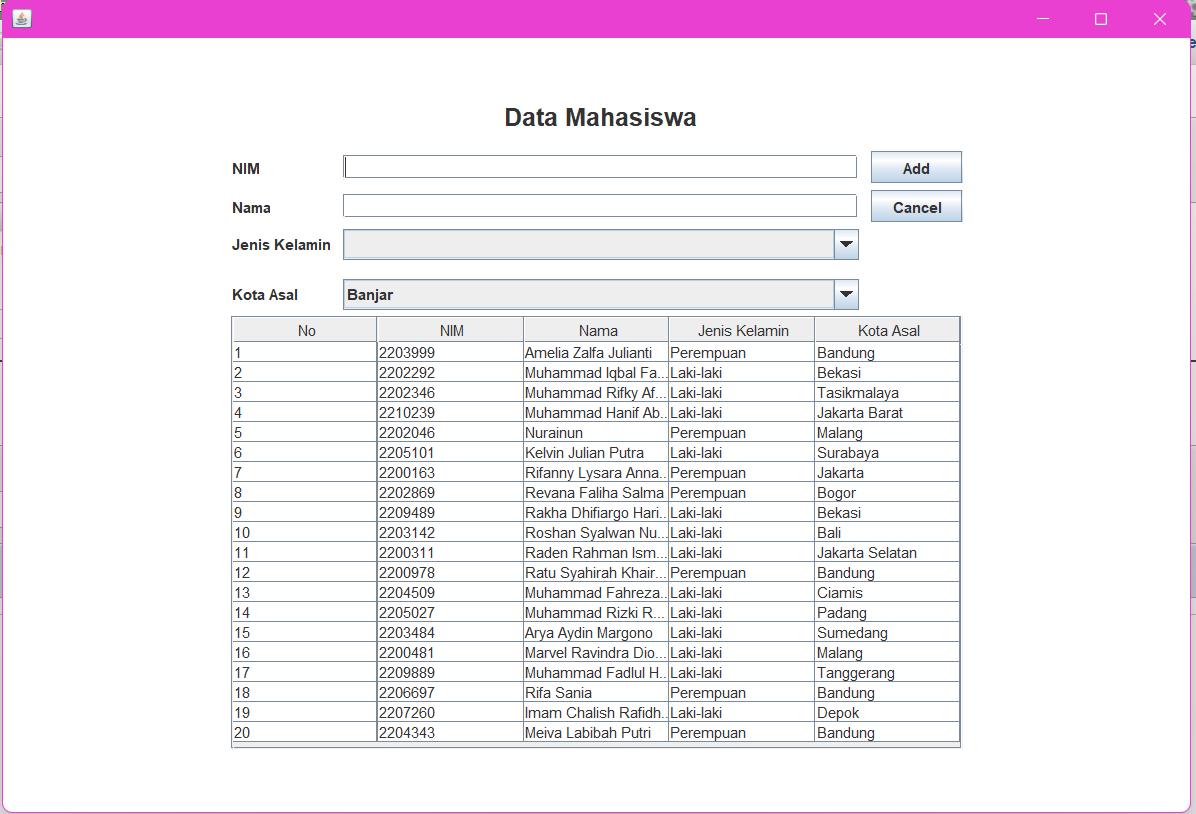 Data Mahasiswa
NIM
Add
Nama
Cancel
Jenis Kelamin
Kota Asal Banjar
No NIM Nama Jenis Kelamin Kota Asal
1 2203999 Amelia Zalfa Julianti Perempuan Bandung
2 2202292 Muhammad Iqbal Fa... Laki-laki Bekasi
3 2202346 Muhammad Rifky Af... Laki-laki Tasikmalaya
4 2210239 Muhammad Hanif Ab... Laki-laki Jakarta Barat
5 2202046 Nurainun Perempuan Malang
6 2205101 Kelvin Julian Putra Laki-laki Surabaya
7 2200163 Rifanny Lysara Anna... Perempuan Jakarta
8 2202869 Revana Faliha Salma Perempuan Bogor
9 2209489 Rakha Dhifiargo Hari... Laki-laki Bekasi
10 2203142 Roshan Syalwan Nu... Laki-laki Bali
11 2200311 Raden Rahman Ism... Laki-laki Jakarta Selatan
12 2200978 Ratu Syahirah Khair... Perempuan Bandung
13 2204509 Muhammad Fahreza... Laki-laki Ciamis
14 2205027 Muhammad Rizki R... Laki-laki Padang
15 2203484 Arya Aydin Margono Laki-laki Sumedang
16 2200481 Marvel Ravindra Dio... Laki-laki Malang
17 2209889 Muhammad Fadlul H... Laki-laki Tanggerang
18 2206697 Rifa Sania Perempuan Bandung
19 2207260 Imam Chalish Rafidh... Laki-laki Depok
20 2204343 Meiva Labibah Putri Perempuan Bandung